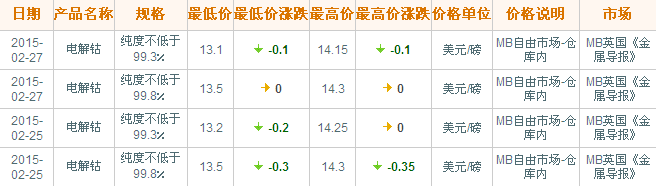 日期 产品名称 规格 最低价 最低价涨跌 最高价 最高价涨跌 价格单位 价格说明 市场
2015-02-27 电解钴 纯度不低于99.3% 13.1 -0.1 14.15 -0.1 美元/磅 MB自由市场-仓库内 MB英国《金属导报》
2015-02-27 电解钴 纯度不低于99.8% 13.5 0 14.3 0 美元/磅 MB自由市场-仓库内 MB英国《金属导报》
2015-02-25 电解钴 纯度不低于99.3% 13.2 -0.2 14.25 0 美元/磅 MB自由市场-仓库内 MB英国《金属导报》
2015-02-25 电解钴 纯度不低于99.8% 13.5 -0.3 14.3 -0.35 美元/磅 MB自由市场-仓库内 MB英国《金属导报》